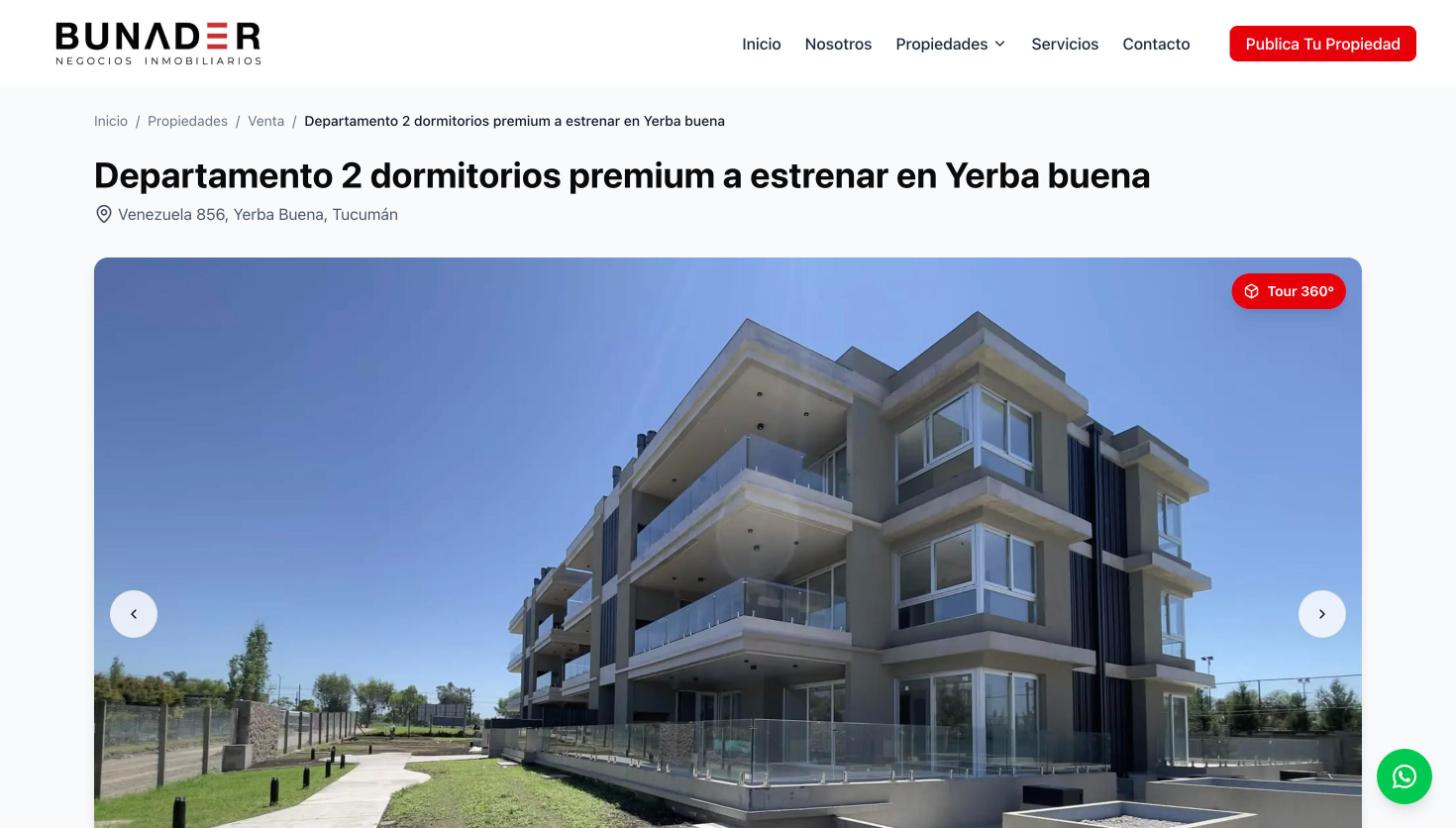 BUNADER
NEGOCIOS INMOBILIARIOS
Inicio Nosotros Propiedades Servicios Contacto Publica Tu Propiedad
Inicio / Propiedades / Venta / Departamento 2 dormitorios premium a estrenar en Yerba buena
Departamento 2 dormitorios premium a estrenar en Yerba buena
Venezuela 856, Yerba Buena, Tucumán
Tour 360°